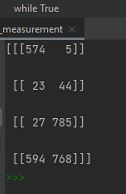 while True
_measurement ×
[[[574   5]]
 [[ 23  44]]
 [[ 27 785]]
 [[594 768]]]
>>>